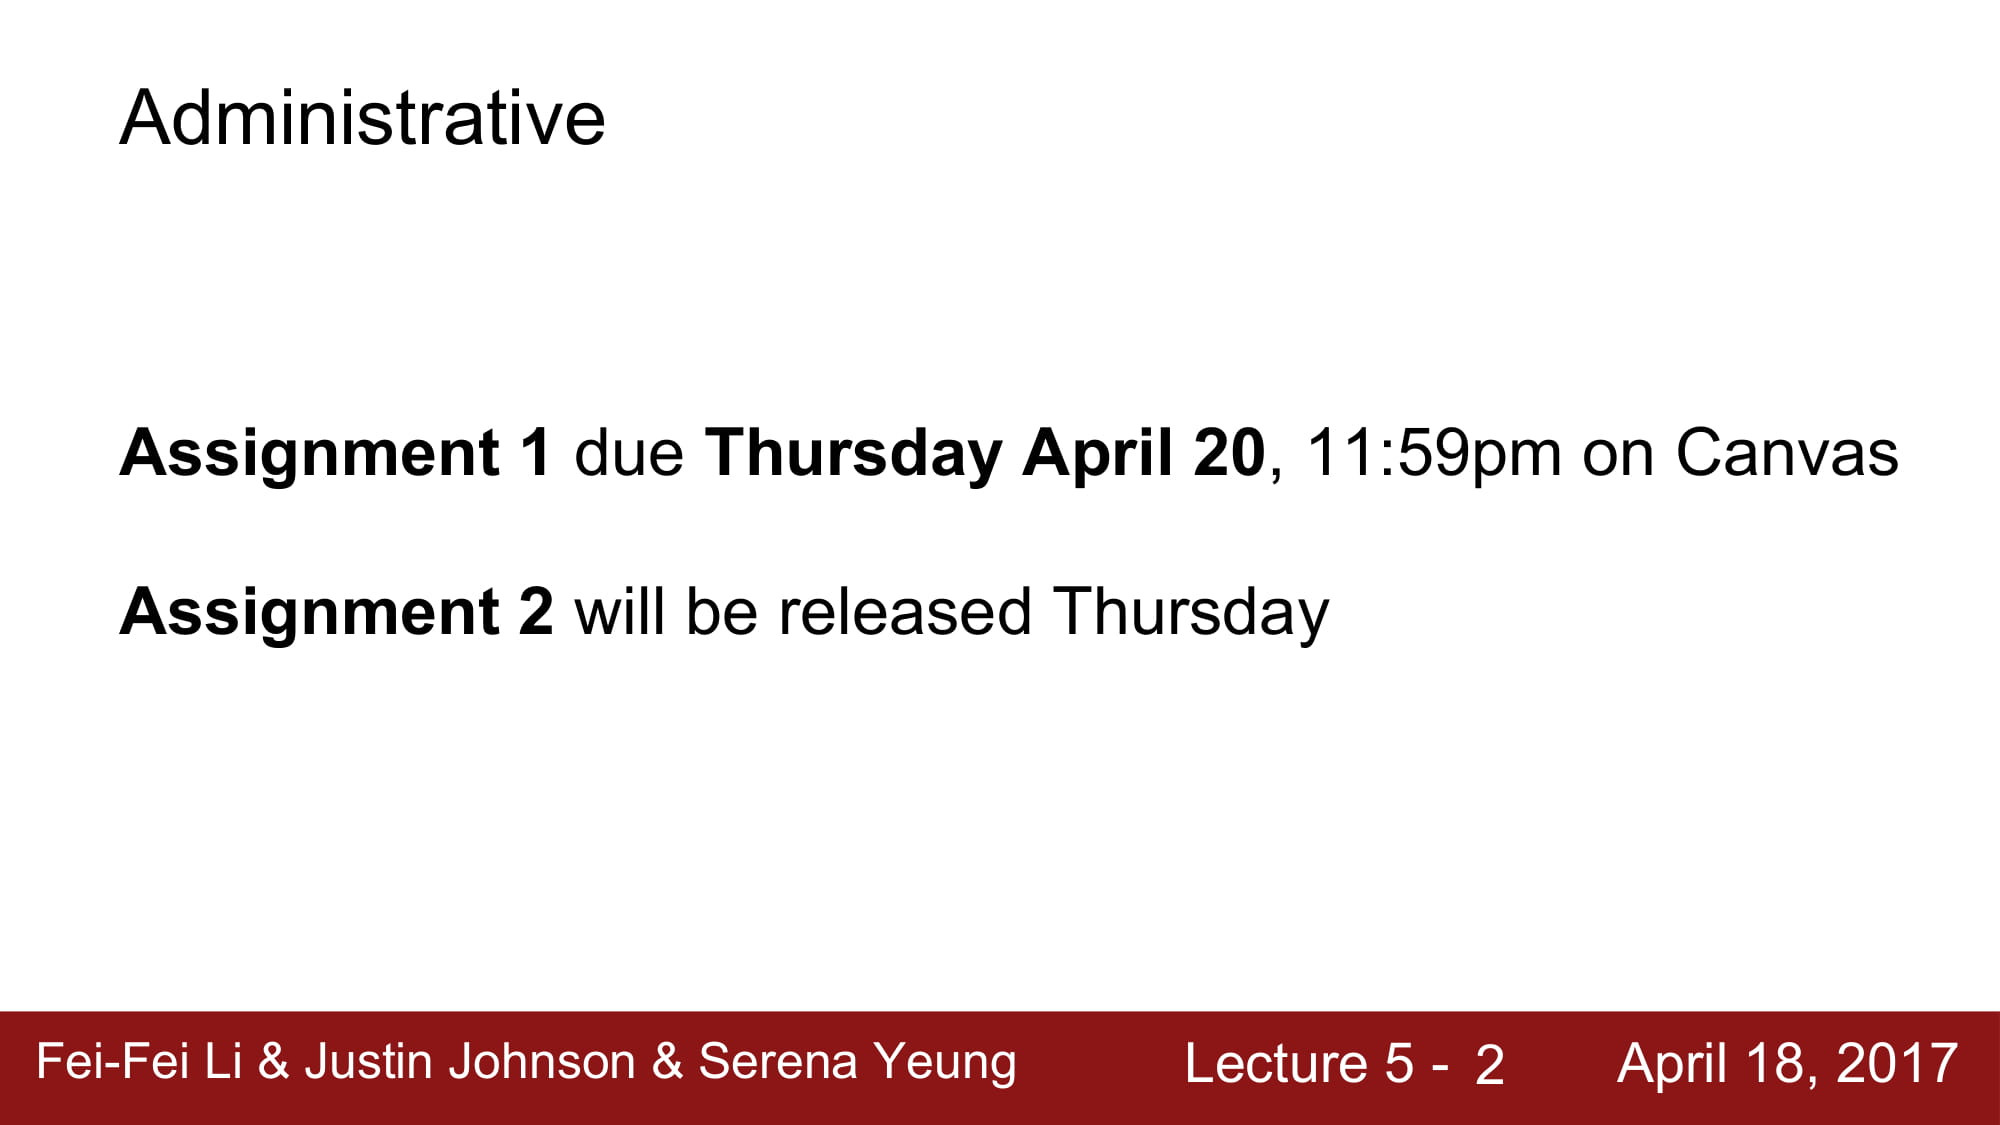 Administrative
Assignment 1 due Thursday April 20, 11:59pm on Canvas
Assignment 2 will be released Thursday
Fei-Fei Li & Justin Johnson & Serena Yeung Lecture 5 - 2 April 18, 2017